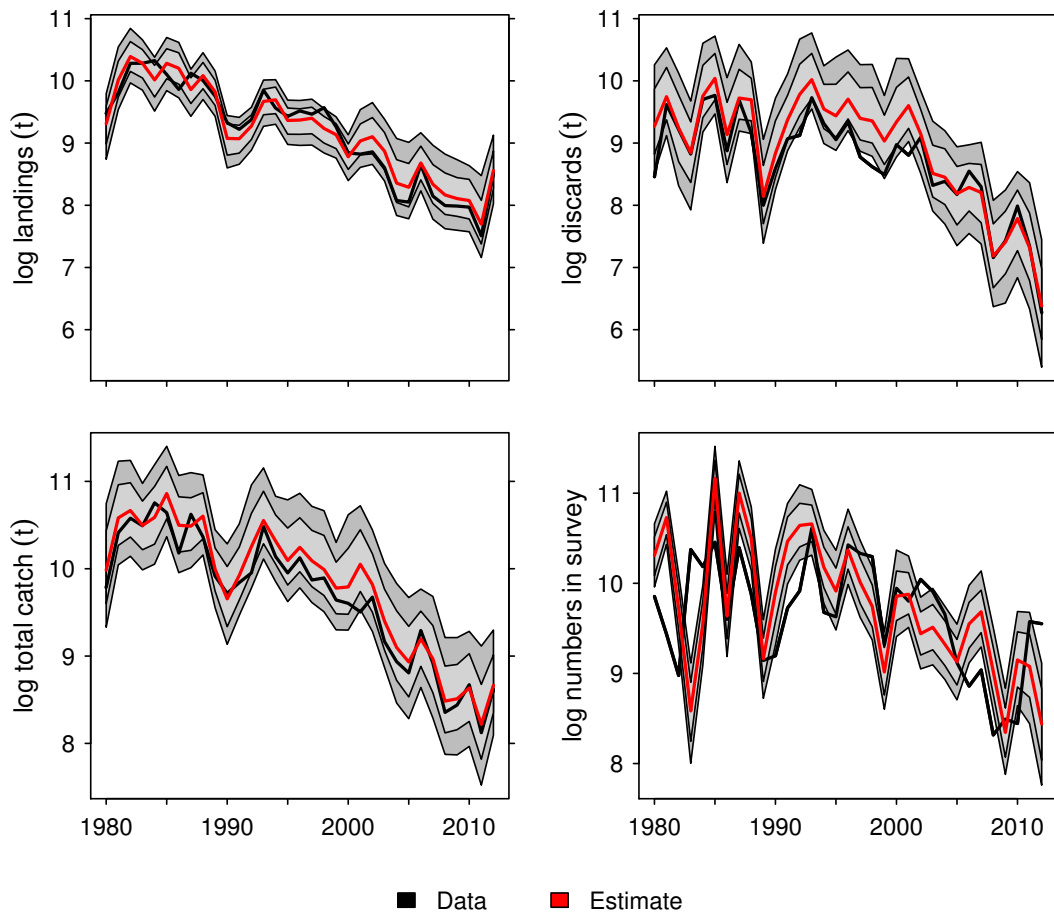 11
10
9
8
7
6
log landings (t)
11
10
9
8
7
6
log discards (t)
11
10
9
8
log total catch (t)
1980 1990 2000 2010
11
10
9
8
log numbers in survey
1980 1990 2000 2010
Data Estimate